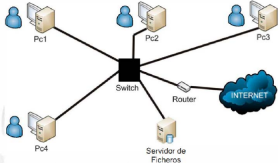 Pc1
Pc2
Pc3
Switch
Router
INTERNET
Pc4
Servidor de
Ficheros